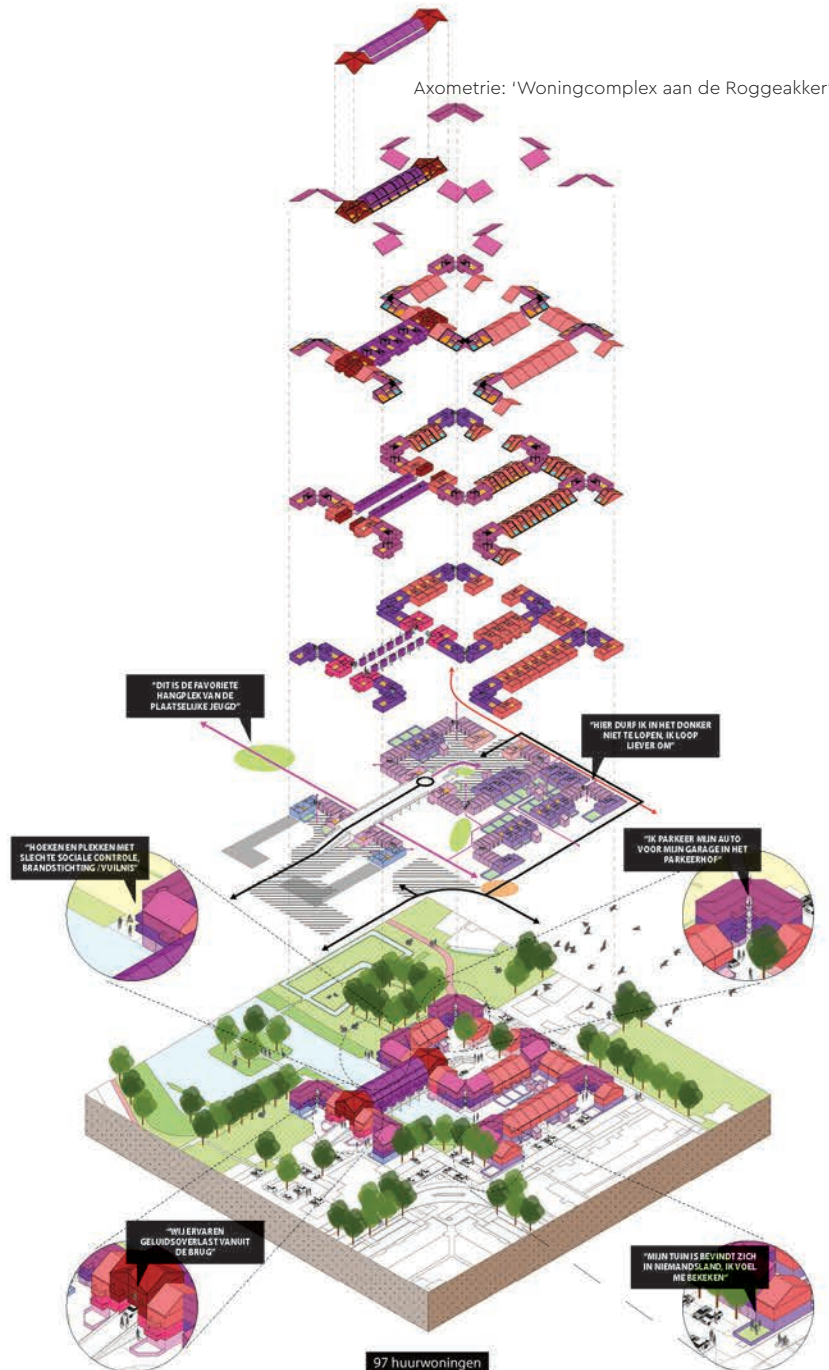 Axometrie: 'Woningcomplex aan de Roggeakker'
"DIT IS DE FAVORIETE
HANGPLEK VAN DE
PLAATSELIJKE JEUGD"
"HIER DURF IK IN HET DONKER
NIET TE LOPEN, IK LOOP
LIEVER OM"
"HOEKEN EN PLEKKEN MET
SLECHTE SOCIALE CONTROLE,
BRANDSTICHTING / VUILNIS"
"IK PARKEER MIJN AUTO
VOOR MIJN GARAGE IN HET
PARKEERHOF"
"WIJ ERVAREN
GELUIDSOVERLAST VANUIT
DE BRUG"
"MIJN TUIN IS BEVINDT ZICH
IN NIEMANDSLAND, IK VOEL
ME BEKEKEN"
97 huurwoningen